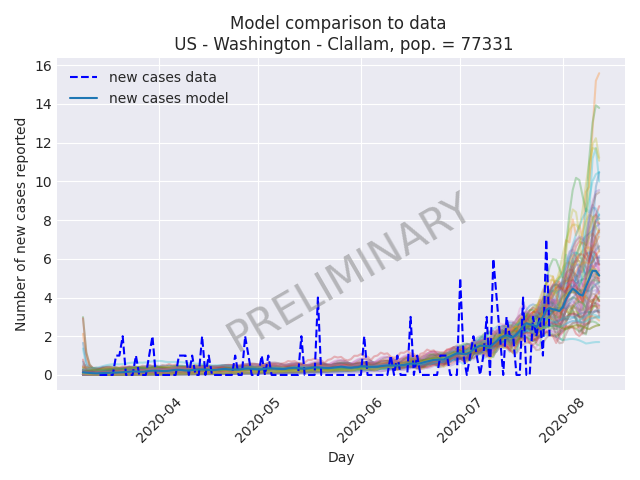 Model comparison to data
US - Washington - Clallam, pop. = 77331
new cases data
new cases model
PRELIMINARY
Number of new cases reported
16
14
12
10
8
6
4
2
0
2020-04
2020-05
2020-06
2020-07
2020-08
Day